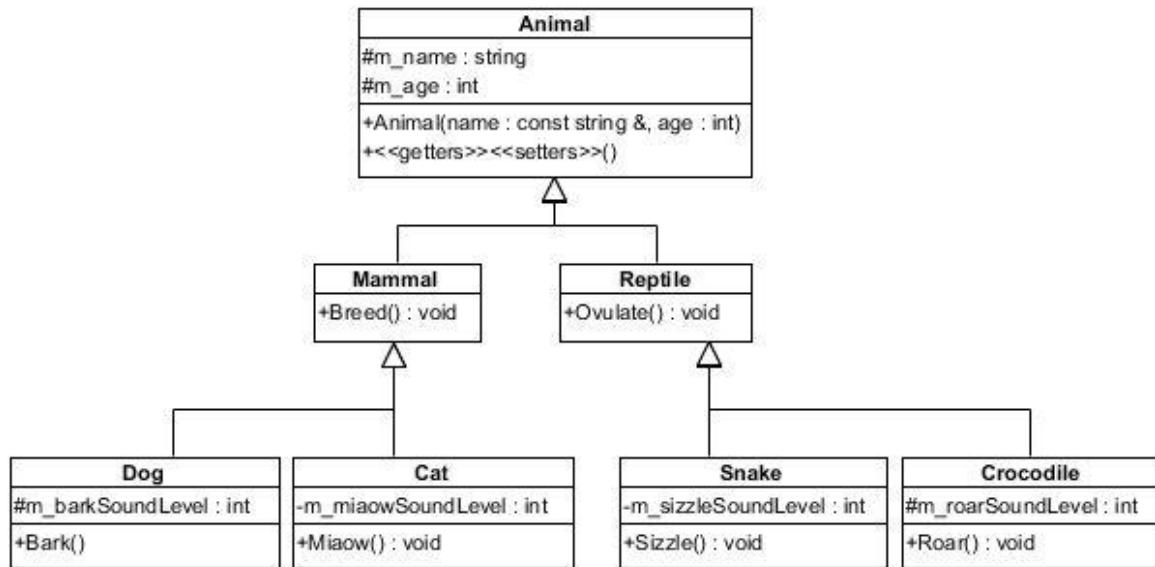 Animal
#m_name : string
#m_age : int
+Animal(name : const string &, age : int)
+<<getters>><<setters>>()
Mammal
+Breed() : void
Reptile
+Ovulate() : void
Dog
#m_barkSoundLevel : int
+Bark()
Cat
-m_miaowSoundLevel : int
+Miaow() : void
Snake
-m_sizzleSoundLevel : int
+Sizzle() : void
Crocodile
#m_roarSoundLevel : int
+Roar() : void